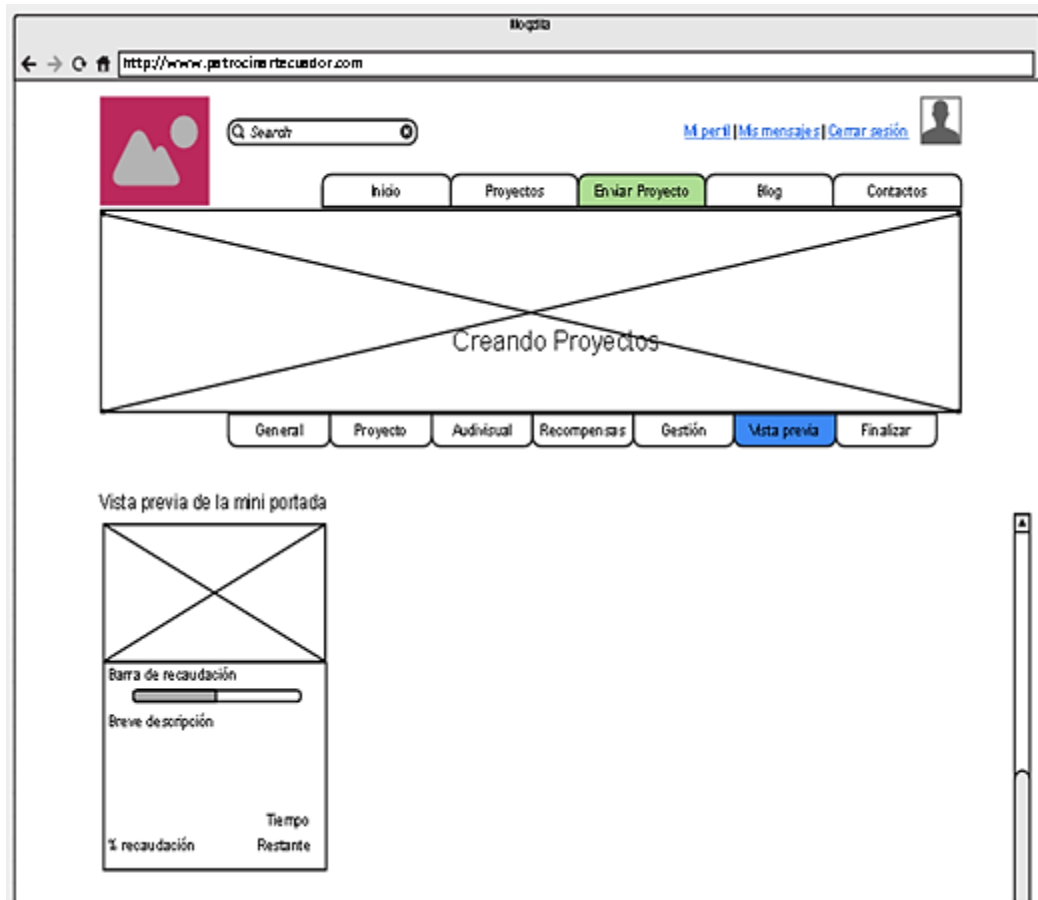 Mogzilla
http://www.patrocinartecuador.com
Search
Mi perfil | Mis mensajes | Cerrar sesión
Inicio Proyectos Enviar Proyecto Blog Contactos
Creando Proyectos
General Proyecto Audivisual Recompensas Gestión Vista previa Finalizar
Vista previa de la mini portada
Barra de recaudación
Breve descripción
Tiempo
% recaudación Restante